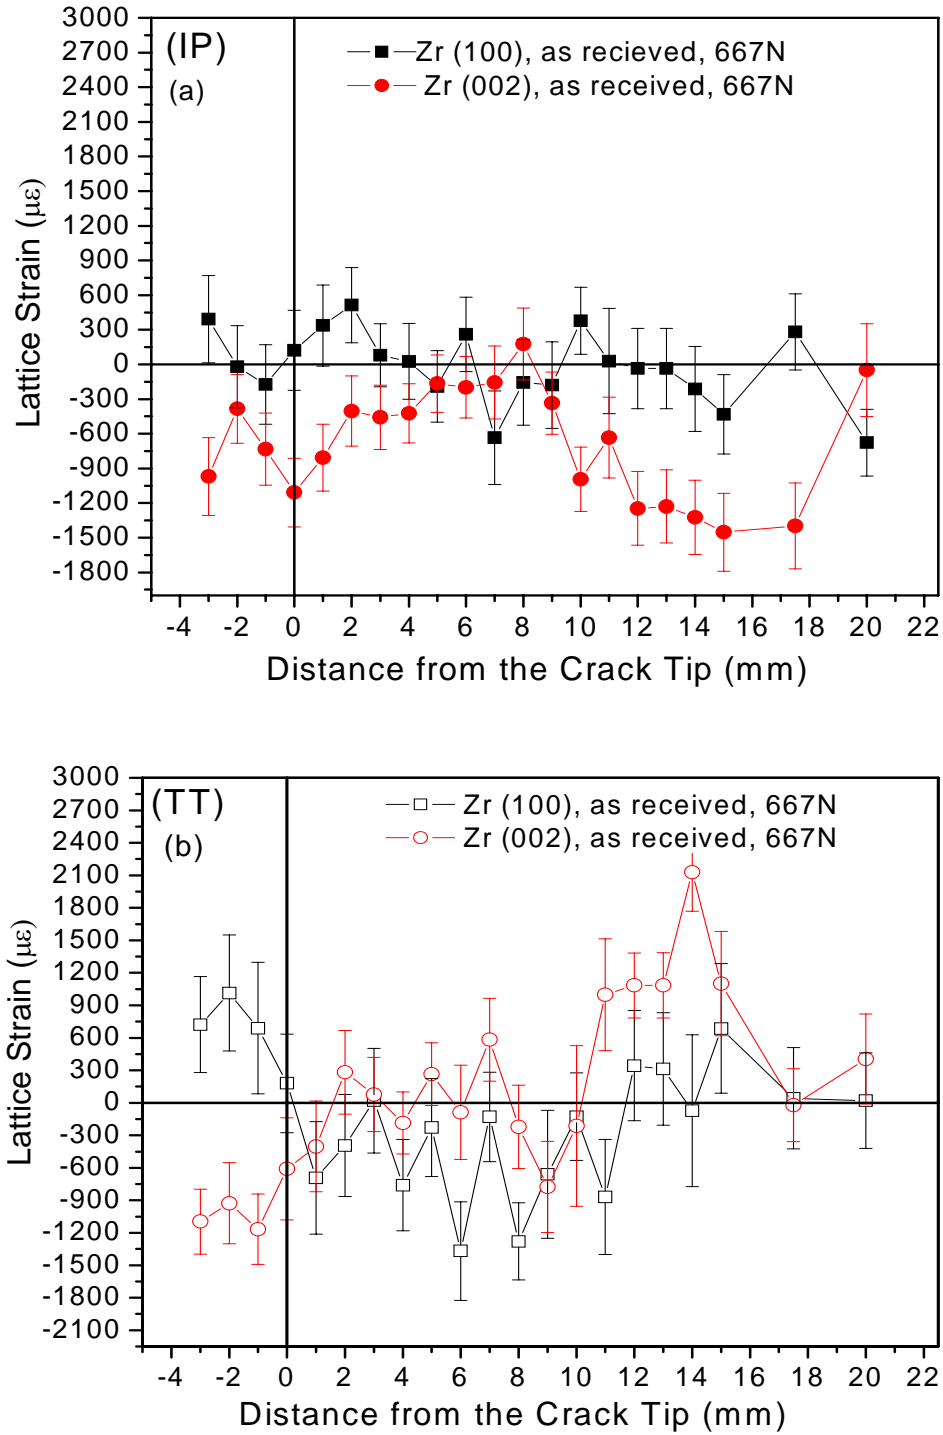 (IP)
(a)
Zr (100), as recieved, 667N
Zr (002), as received, 667N
3000
2700
2400
2100
1800
1500
1200
900
600
300
0
-300
-600
-900
-1200
-1500
-1800
Lattice Strain (με)
-4 -2 0 2 4 6 8 10 12 14 16 18 20 22
Distance from the Crack Tip (mm)
(TT)
(b)
Zr (100), as received, 667N
Zr (002), as received, 667N
3000
2700
2400
2100
1800
1500
1200
900
600
300
0
-300
-600
-900
-1200
-1500
-1800
-2100
Lattice Strain (με)
-4 -2 0 2 4 6 8 10 12 14 16 18 20 22
Distance from the Crack Tip (mm)